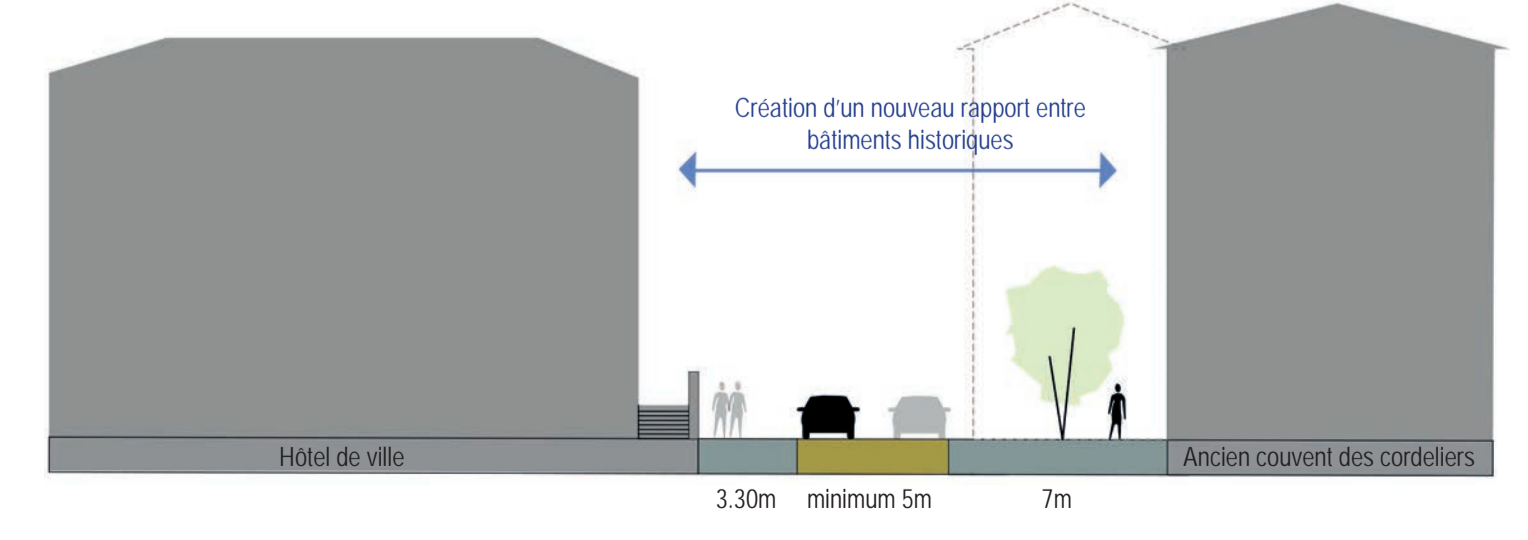 Création d'un nouveau rapport entre
bâtiments historiques
Hôtel de ville
Ancien couvent des cordeliers
3.30m
minimum 5m
7m